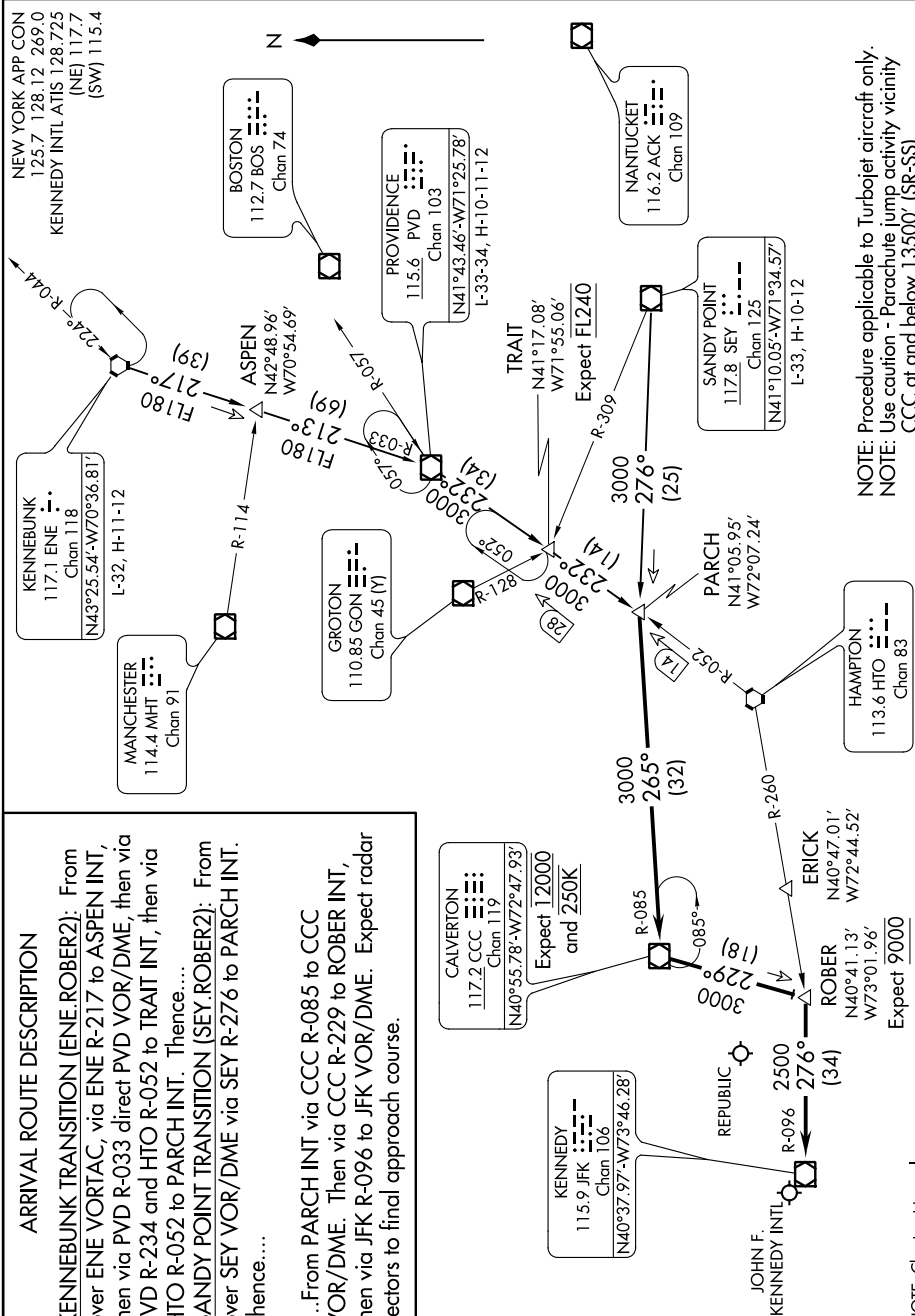 ARRIVAL ROUTE DESCRIPTION
KENNEBUNK TRANSITION (ENE.ROBER2): From
over ENE VORTAC, via ENE R-217 to ASPEN INT,
then via PVD R-033 direct PVD VOR/DME, then via
PVD R-234 and HTO R-052 to TRAIT INT, then via
HTO R-052 to PARCH INT. Thence....
SANDY POINT TRANSITION (SEY.ROBER2): From
over SEY VOR/DME via SEY R-276 to PARCH INT.
Thence....
...From PARCH INT via CCC R-085 to CCC
VOR/DME. Then via CCC R-229 to ROBER INT,
then via JFK R-096 to JFK VOR/DME. Expect radar
vectors to final approach course.
NEW YORK APP CON
125.7 128.12 269.0
KENNEDY INTL ATIS 128.725
(NE) 117.7
(SW) 115.4
KENNEBUNK
117.1 ENE
Chan 118
N43°25.54'-W70°36.81'
L-32, H-11-12
224°
R-044
FL180
217°
(39)
MANCHESTER
114.4 MHT
Chan 91
R-114
ASPEN
N42°48.96'
W70°54.69'
FL180
213°
(69)
BOSTON
112.7 BOS
Chan 74
N
R-057
R-033
057°
PROVIDENCE
115.6 PVD
Chan 103
N41°43.46'-W71°25.78'
L-33-34, H-10-11-12
3000
232°
(34)
GROTON
110.85 GON
Chan 45 (Y)
R-128
052°
TRAIT
N41°17.08'
W71°55.06'
Expect FL240
R-309
28
3000
232°
(14)
NANTUCKET
116.2 ACK
Chan 109
SANDY POINT
117.8 SEY
Chan 125
N41°10.05'-W71°34.57'
L-33, H-10-12
3000
276°
(25)
PARCH
N41°05.95'
W72°07.24'
14
R-052
HAMPTON
113.6 HTO
Chan 83
3000
265°
(32)
R-260
ERICK
N40°47.01'
W72°44.52'
CALVERTON
117.2 CCC
Chan 119
N40°55.78'-W72°47.93'
Expect 12000
and 250K
R-085
085°
3000
229°
(18)
ROBER
N40°41.13'
W73°01.96'
Expect 9000
REPUBLIC
2500
276°
(34)
R-096
KENNEDY
115.9 JFK
Chan 106
N40°37.97'-W73°46.28'
JOHN F.
KENNEDY INTL
NOTE: Procedure applicable to Turbojet aircraft only.
NOTE: Use caution - Parachute jump activity vicinity
CCC, at and below 13500' (SR-SS)